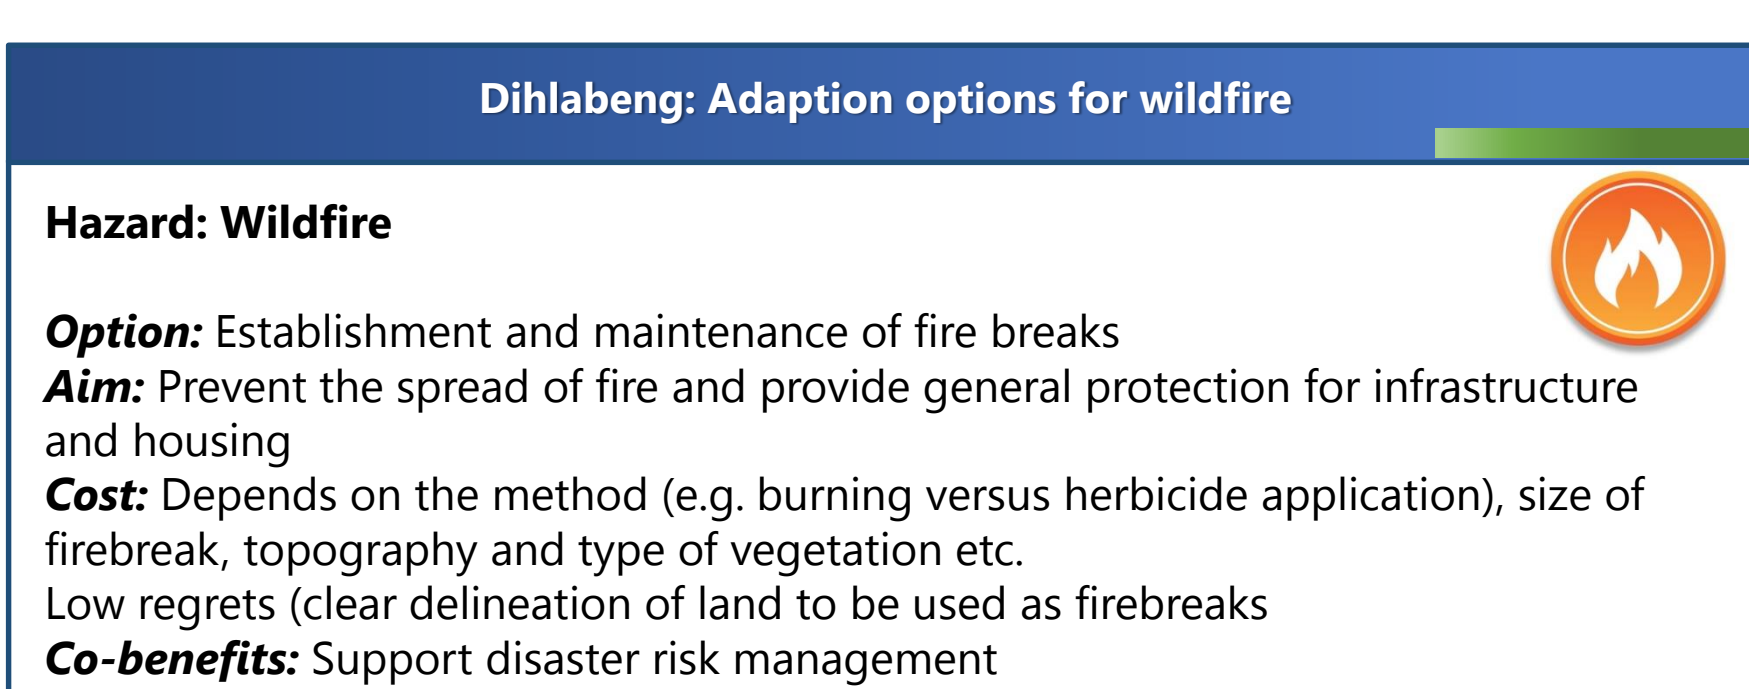 Dihlabeng: Adaption options for wildfire
Hazard: Wildfire
Option: Establishment and maintenance of fire breaks
Aim: Prevent the spread of fire and provide general protection for infrastructure
and housing
Cost: Depends on the method (e.g. burning versus herbicide application), size of
firebreak, topography and type of vegetation etc.
Low regrets (clear delineation of land to be used as firebreaks
Co-benefits: Support disaster risk management